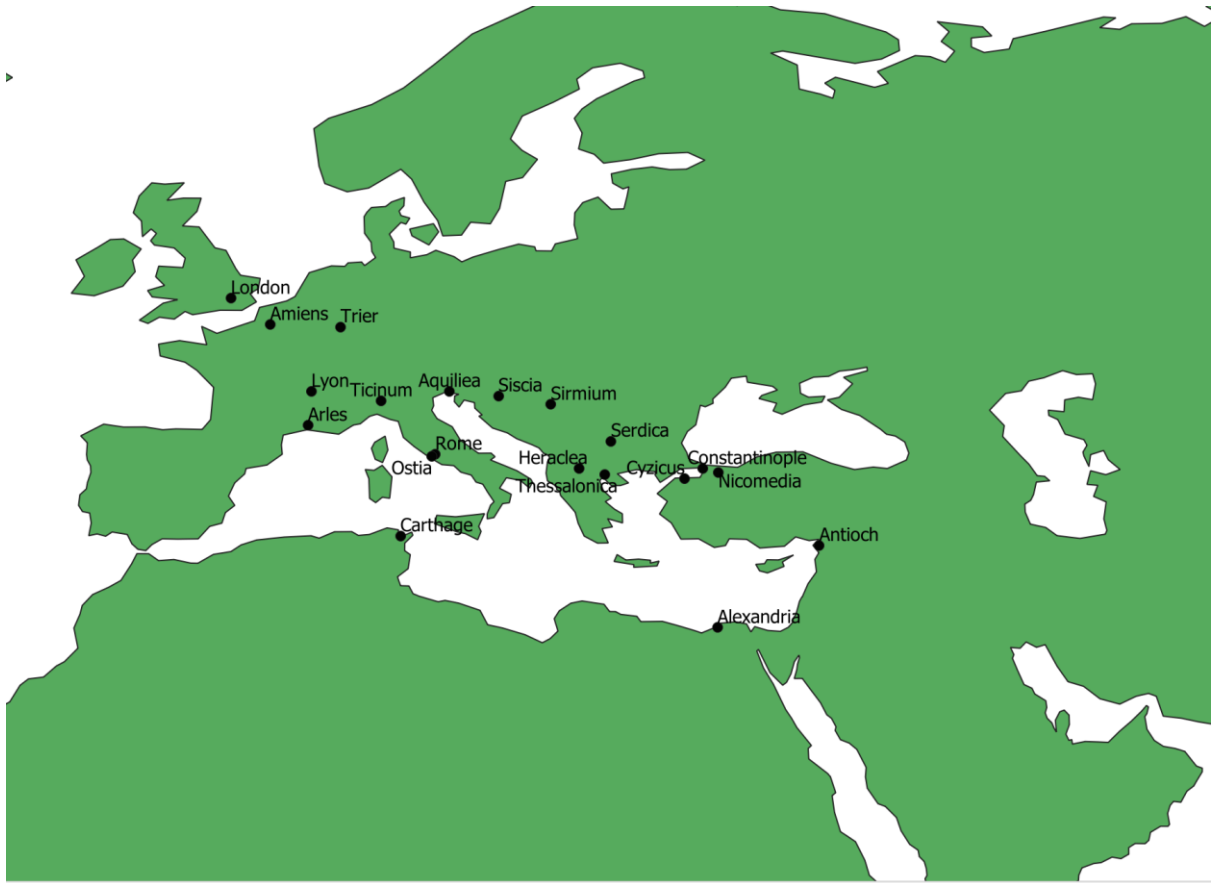 London
Amiens
Trier
Lyon
Ticinum
Aquiliea
Siscia
Sirmium
Arles
Serdica
Rome
Ostia
Heraclea
Cyzicus
Constantinople
Thessalonica
Nicomedia
Carthage
Antioch
Alexandria